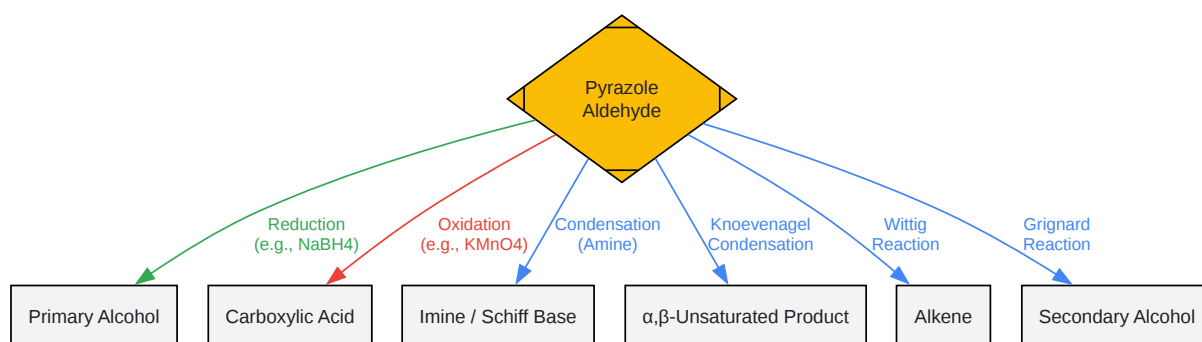 Pyrazole
Aldehyde
Reduction
(e.g., NaBH4)
Oxidation
(e.g., KMnO4)
Condensation
(Amine)
Knoevenagel
Condensation
Wittig
Reaction
Grignard
Reaction
Primary Alcohol
Carboxylic Acid
Imine / Schiff Base
α,β-Unsaturated Product
Alkene
Secondary Alcohol